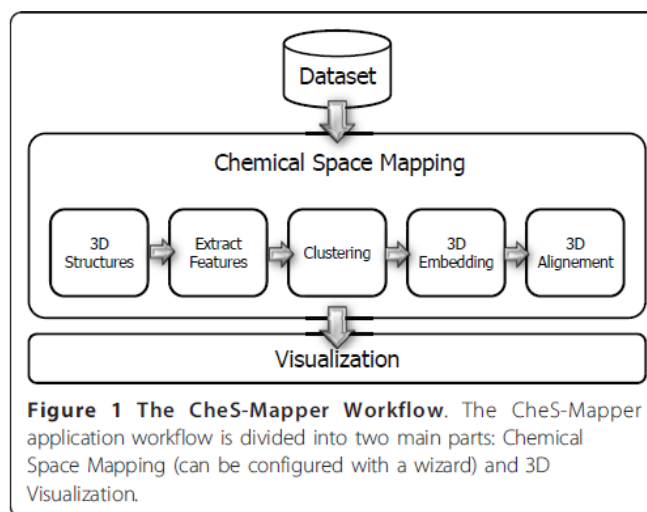 Dataset
Chemical Space Mapping
3D
Structures
Extract
Features
Clustering
3D
Embedding
3D
Alignement
Visualization
Figure 1 The CheS-Mapper Workflow. The CheS-Mapper
application workflow is divided into two main parts: Chemical
Space Mapping (can be configured with a wizard) and 3D
Visualization.